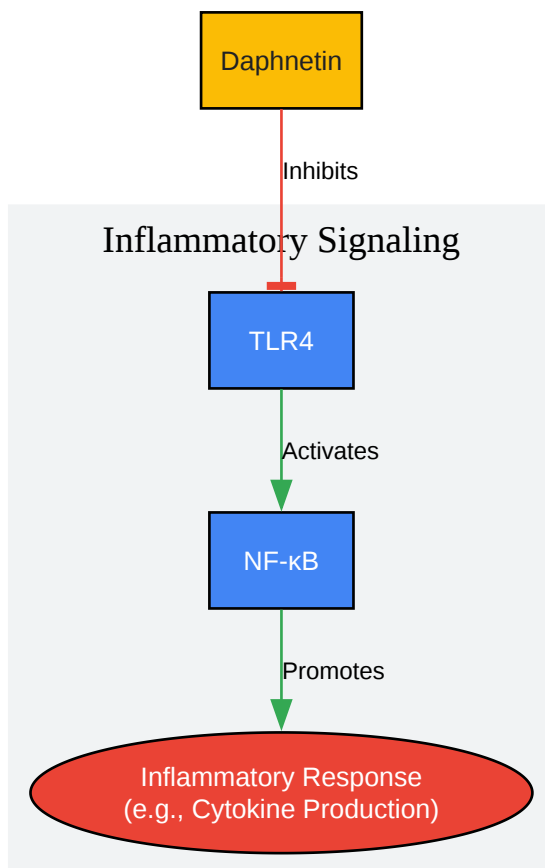 Daphnetin
Inhibits
Inflammatory Signaling
TLR4
Activates
NF-κB
Promotes
Inflammatory Response
(e.g., Cytokine Production)